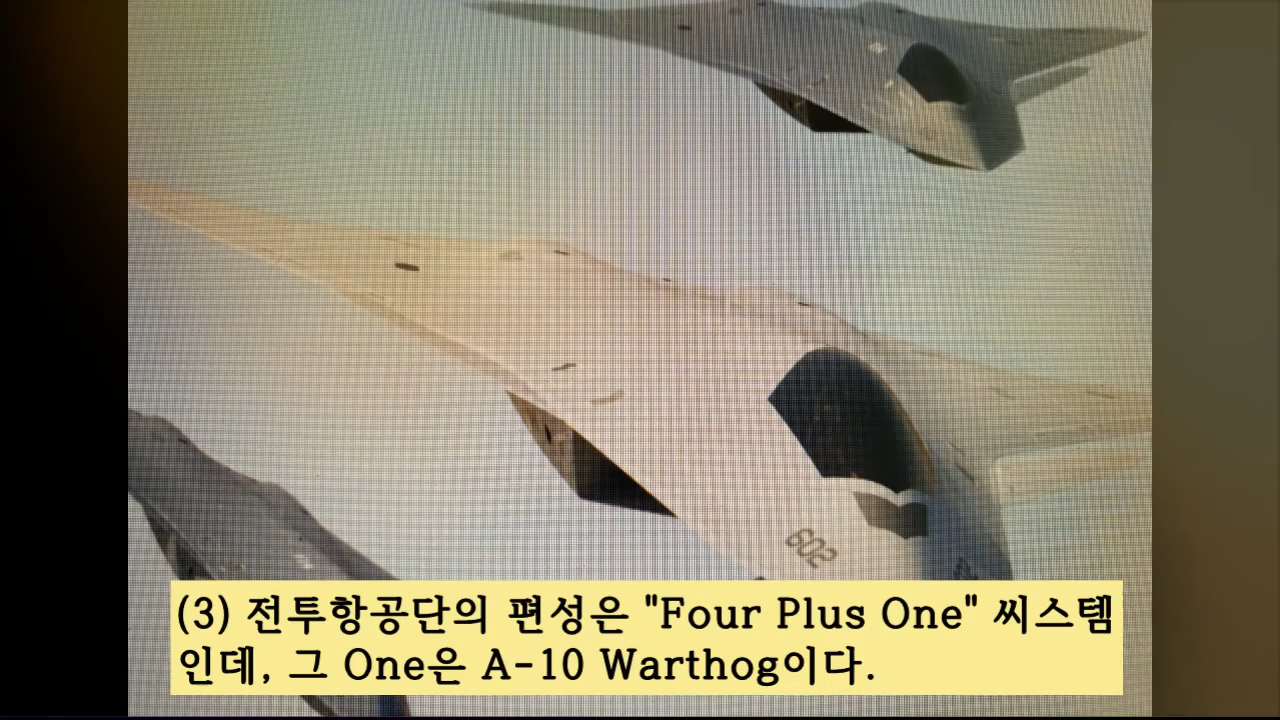 602
(3) 전투항공단의 편성은 "Four Plus One" 씨스템
인데, 그 One은 A-10 Warthog이다.